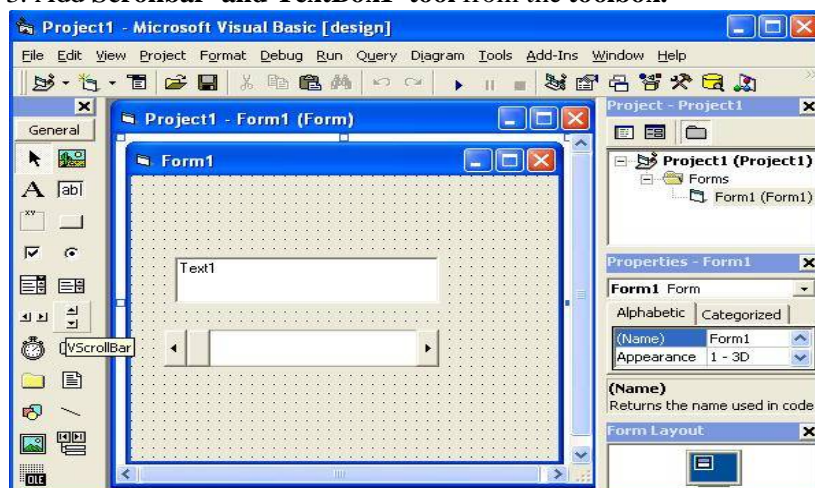 3. Add Scrollbar and TextBox1 tool from the toolbox.
Project1 - Microsoft Visual Basic [design]
File Edit View Project Format Debug Run Query Diagram Tools Add-Ins Window Help
General
A
ab|
xy
VScrollBar
OLE
Project1 - Form1 (Form)
Form1
Text1
Project - Project1
Project1 (Project1)
Forms
Form1 (Form1)
Properties - Form1
Form1 Form
Alphabetic Categorized
(Name) Form1
Appearance 1 - 3D
(Name)
Returns the name used in code
Form Layout